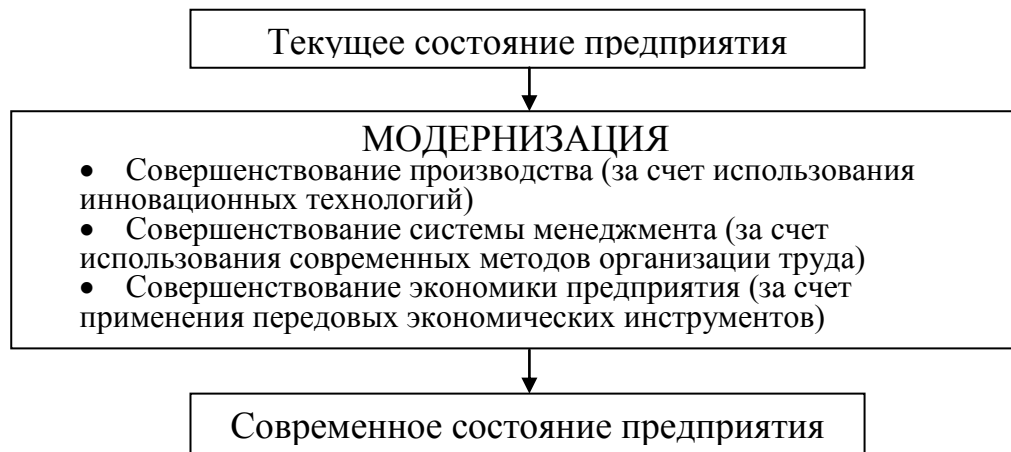 Текущее состояние предприятия
МОДЕРНИЗАЦИЯ
• Совершенствование производства (за счет использования
инновационных технологий)
• Совершенствование системы менеджмента (за счет
использования современных методов организации труда)
• Совершенствование экономики предприятия (за счет
применения передовых экономических инструментов)
Современное состояние предприятия